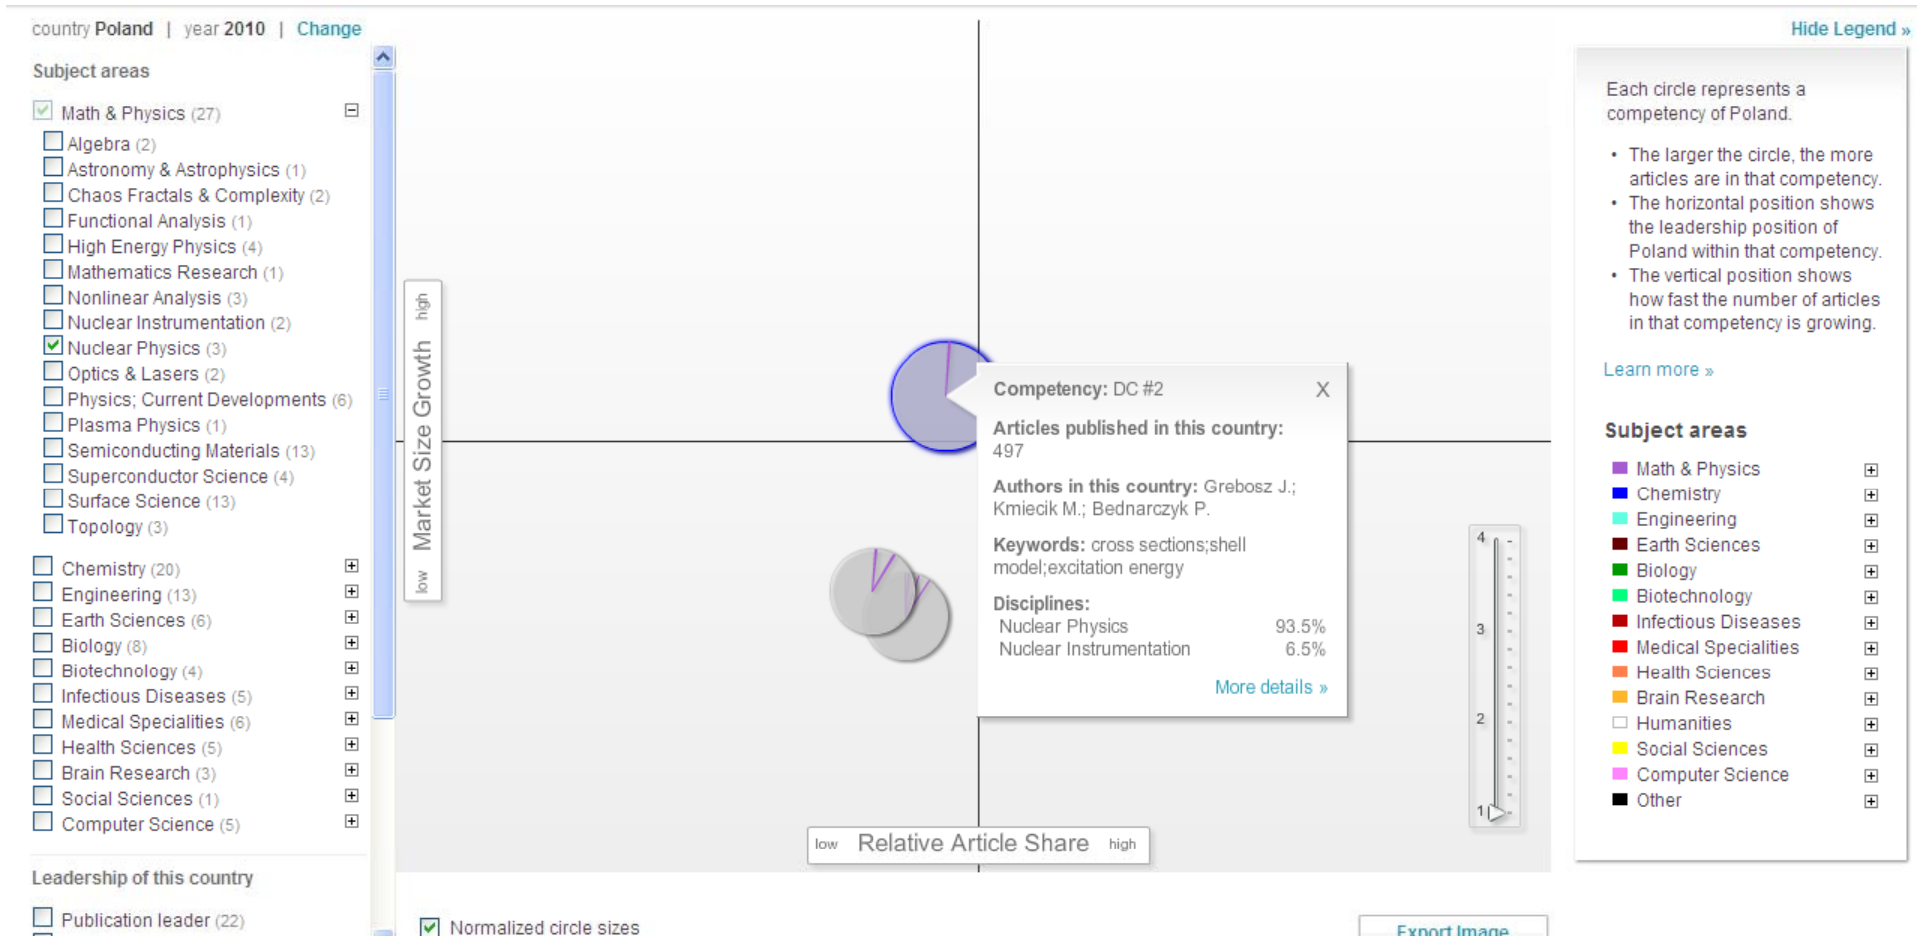 country Poland | year 2010 | Change
Hide Legend »
Subject areas
Math & Physics (27)
Algebra (2)
Astronomy & Astrophysics (1)
Chaos Fractals & Complexity (2)
Functional Analysis (1)
High Energy Physics (4)
Mathematics Research (1)
Nonlinear Analysis (3)
Nuclear Instrumentation (2)
Nuclear Physics (3)
Optics & Lasers (2)
Physics; Current Developments (6)
Plasma Physics (1)
Semiconducting Materials (13)
Superconductor Science (4)
Surface Science (13)
Topology (3)
Chemistry (20)
Engineering (13)
Earth Sciences (6)
Biology (8)
Biotechnology (4)
Infectious Diseases (5)
Medical Specialities (6)
Health Sciences (5)
Brain Research (3)
Social Sciences (1)
Computer Science (5)
Leadership of this country
Publication leader (22)
low Market Size Growth high
Competency: DC #2 X
Articles published in this country:
497
Authors in this country: Grebosz J.;
Kmiecik M.; Bednarczyk P.
Keywords: cross sections;shell
model;excitation energy
Disciplines:
Nuclear Physics 93.5%
Nuclear Instrumentation 6.5%
More details »
4
3
2
1
low Relative Article Share high
Normalized circle sizes
Export Image
Each circle represents a
competency of Poland.
• The larger the circle, the more
articles are in that competency.
• The horizontal position shows
the leadership position of
Poland within that competency.
• The vertical position shows
how fast the number of articles
in that competency is growing.
Learn more »
Subject areas
Math & Physics
Chemistry
Engineering
Earth Sciences
Biology
Biotechnology
Infectious Diseases
Medical Specialities
Health Sciences
Brain Research
Humanities
Social Sciences
Computer Science
Other